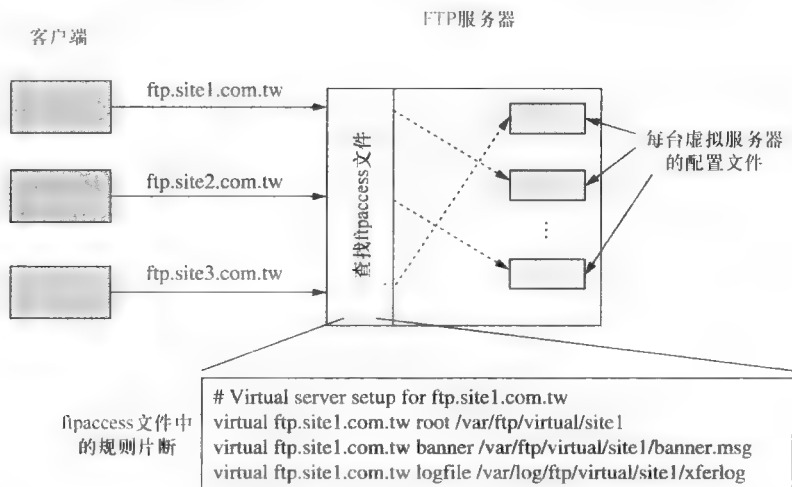 FTP服务器
客户端
ftp.site1.com.tw
ftp.site2.com.tw
ftp.site3.com.tw
查找ftpaccess文件
每台虚拟服务器
的配置文件
⋮
ftpaccess文件中
的规则片断
# Virtual server setup for ftp.site1.com.tw
virtual ftp.site1.com.tw root /var/ftp/virtual/site1
virtual ftp.site1.com.tw banner /var/ftp/virtual/site1/banner.msg
virtual ftp.site1.com.tw logfile /var/log/ftp/virtual/site1/xferlog